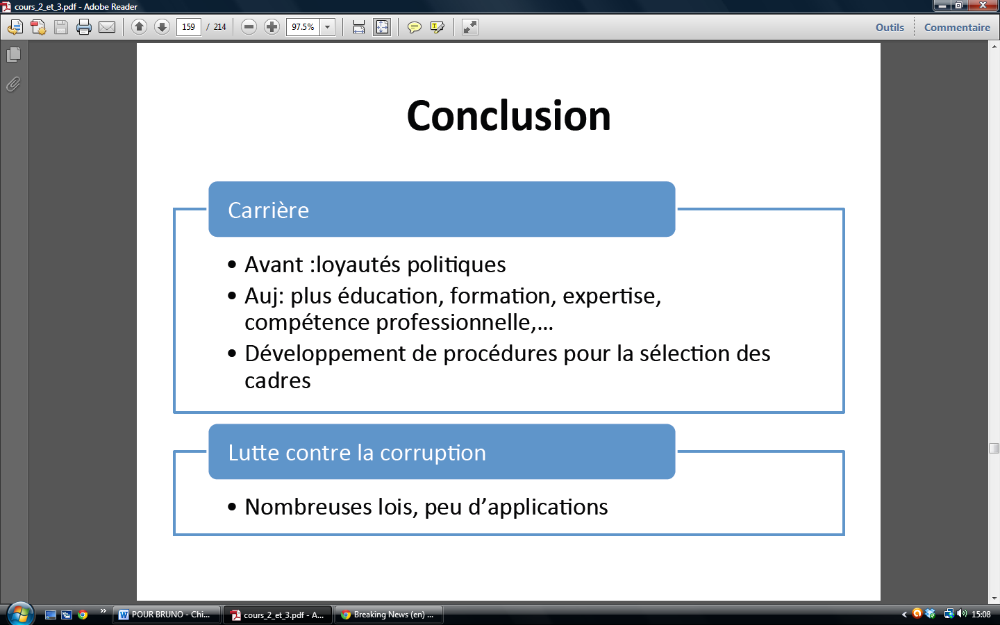 cours_2_et_3.pdf - Adobe Reader
159 / 214 97.5% Outils Commentaire
Conclusion
Carrière
• Avant :loyautés politiques
• Auj: plus éducation, formation, expertise,
compétence professionnelle,...
• Développement de procédures pour la sélection des
cadres
Lutte contre la corruption
• Nombreuses lois, peu d’applications
POUR BRUNO - Chi... cours_2_et_3.pdf - A... Breaking News (en) ... 15:08